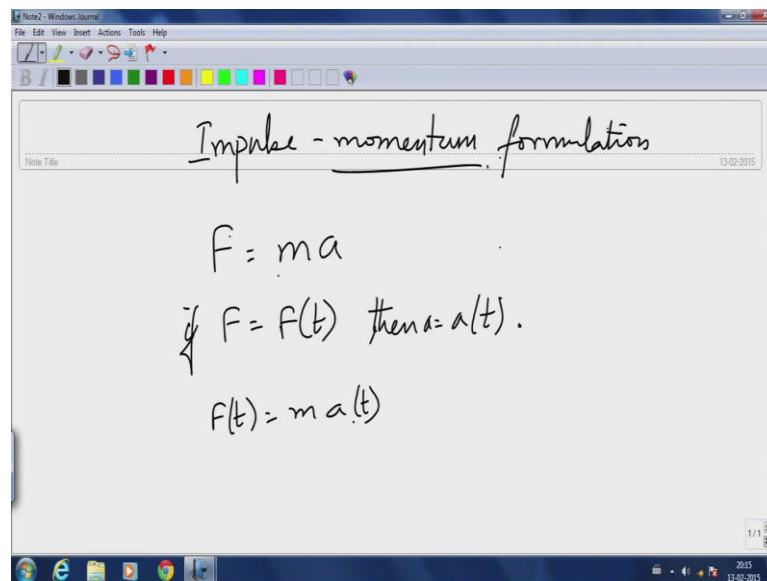 Note2 - Windows Journal
File Edit View Insert Actions Tools Help
B I
Impulse - momentum formulation
Note Title
13-02-2015
F = ma
if F = F(t) then a = a(t).
F(t) = m a(t)
1/1
20:15
13-02-2015